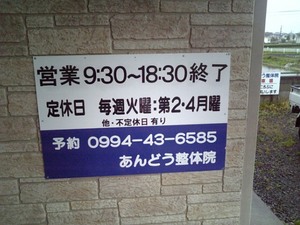 営業 9:30~18:30 終了
定休日 毎週火曜:第2・4月曜
他・不定休日 有り
予約 0994-43-6585
あんどう整体院